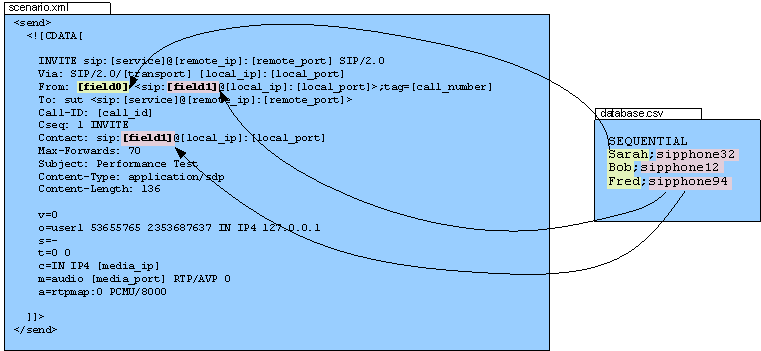 scenario.xml
<send>
<![CDATA[
INVITE sip:[service]@[remote_ip]:[remote_port] SIP/2.0
Via: SIP/2.0/[transport] [local_ip]:[local_port]
From: [field0] <sip:[field1]@[local_ip]:[local_port]>;tag=[call_number]
To: sut <sip:[service]@[remote_ip]:[remote_port]>
Call-ID: [call_id]
Cseq: 1 INVITE
Contact: sip:[field1]@[local_ip]:[local_port]
Max-Forwards: 70
Subject: Performance Test
Content-Type: application/sdp
Content-Length: 136
v=0
o=user1 53655765 2353687637 IN IP4 127.0.0.1
s=-
t=0 0
c=IN IP4 [media_ip]
m=audio [media_port] RTP/AVP 0
a=rtpmap:0 PCMU/8000
]]>
</send>
database.csv
SEQUENTIAL
Sarah;sipphone32
Bob;sipphone12
Fred;sipphone94